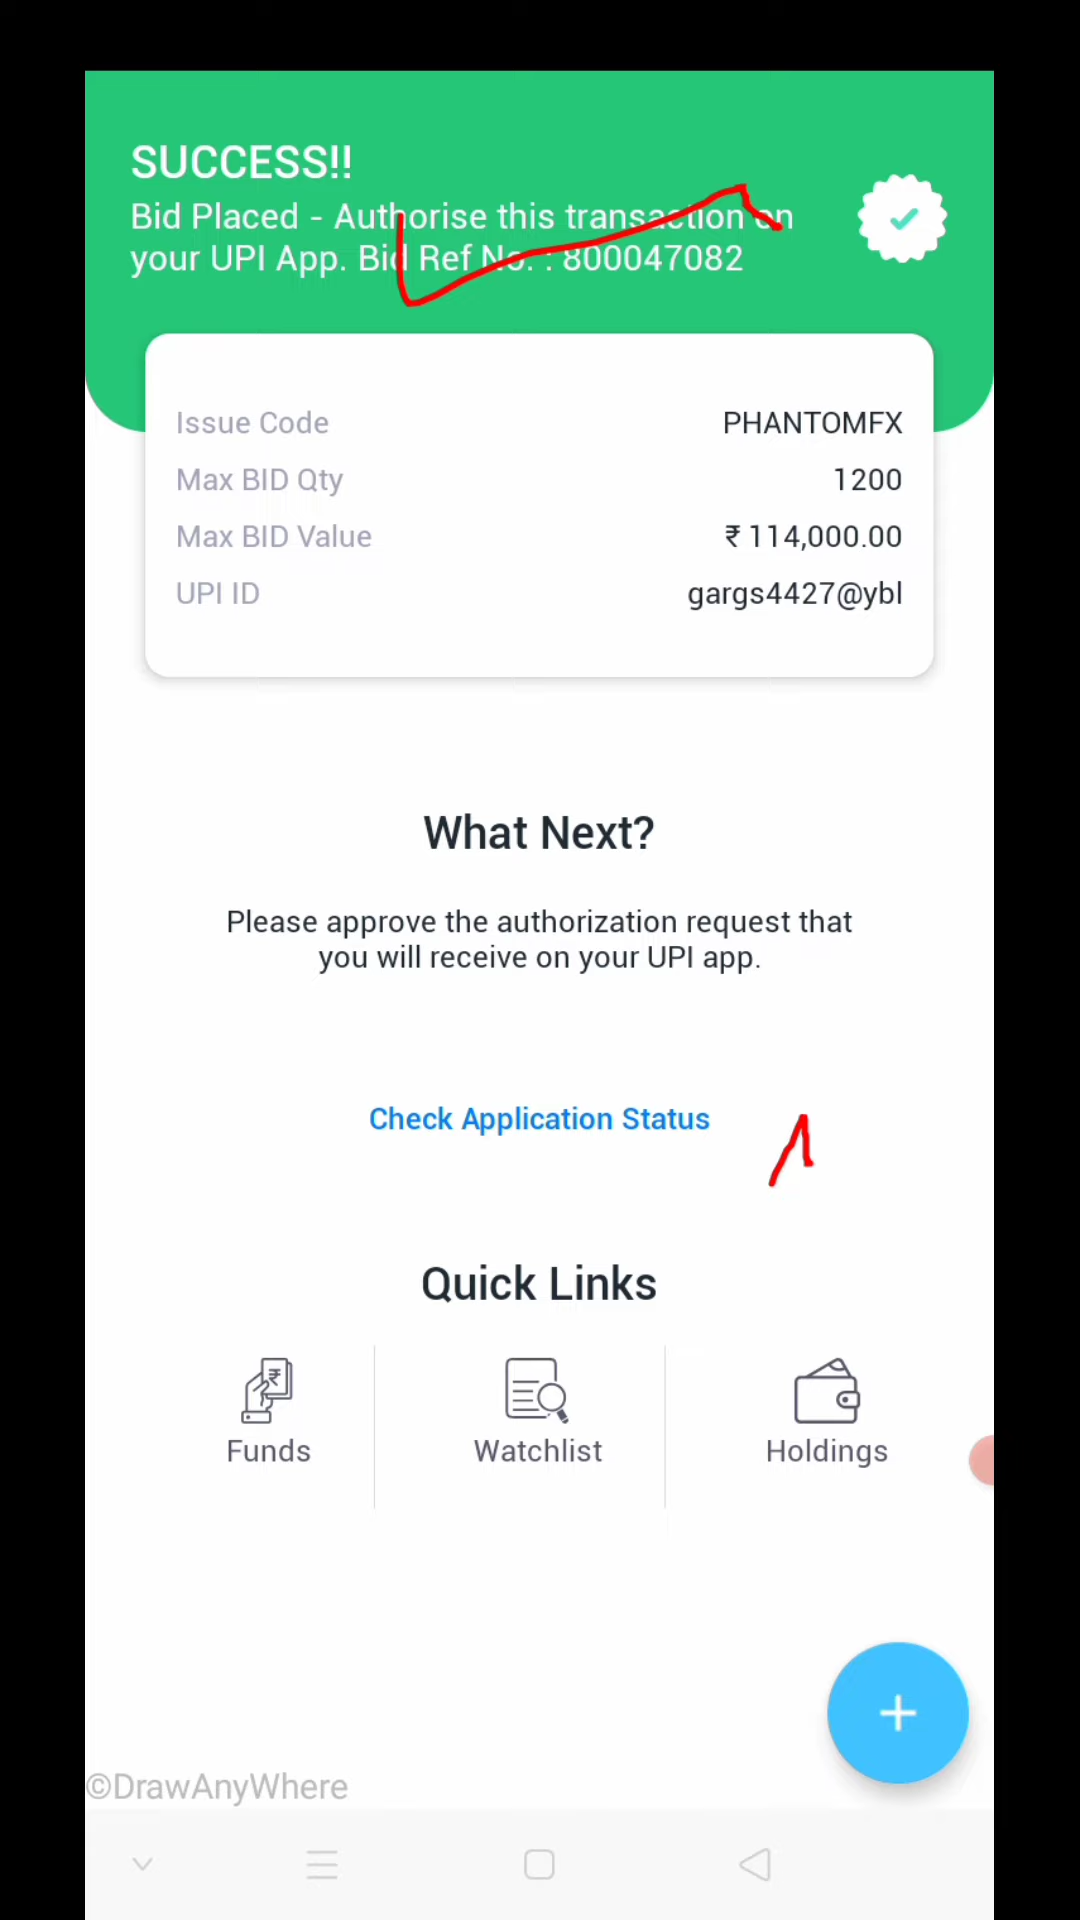 SUCCESS!!
Bid Placed - Authorise this transaction on
your UPI App. Bid Ref No. : 800047082
Issue Code PHANTOMFX
Max BID Qty 1200
Max BID Value ₹ 114,000.00
UPI ID gargs4427@ybl
What Next?
Please approve the authorization request that
you will receive on your UPI app.
Check Application Status
Quick Links
Funds Watchlist Holdings
©DrawAnyWhere